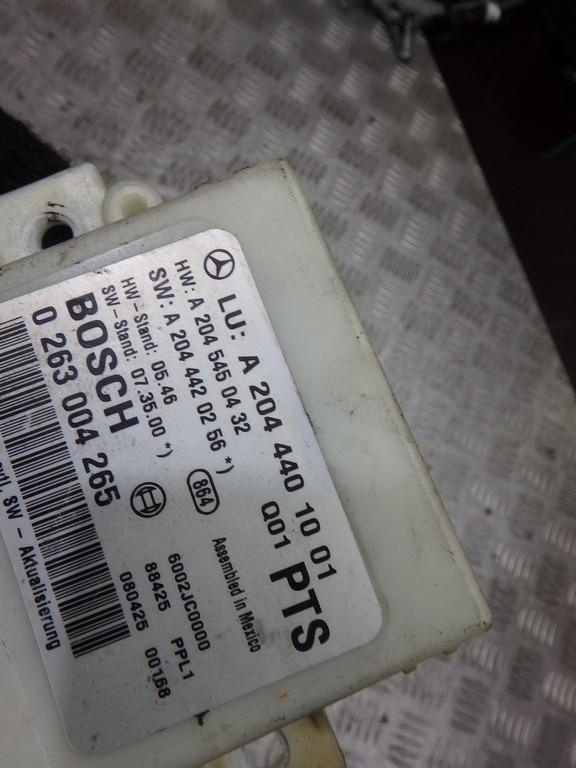 LU: A 204 440 10 01
HW: A 204 545 04 32 Q01
SW: A 204 442 02 56 *) PTS
HW - Stand: 05.46 864
SW - Stand: 07.35.00 *) Assembled in Mexico
BOSCH 6002JC0000
0 263 004 265 88425 PPL1
080425 00168
SW - Aktualisierung